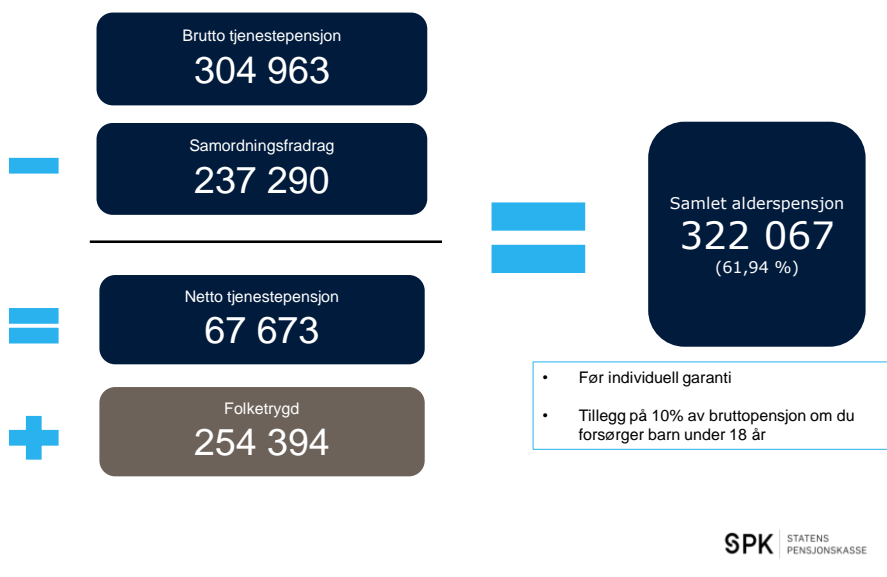 Brutto tjenestepensjon
304 963
Samordningsfradrag
237 290
Netto tjenestepensjon
67 673
Folketrygd
254 394
Samlet alderspensjon
322 067
(61,94 %)
• Før individuell garanti
• Tillegg på 10% av bruttopensjon om du
forsørger barn under 18 år
SPK STATENS
PENSJONSKASSE